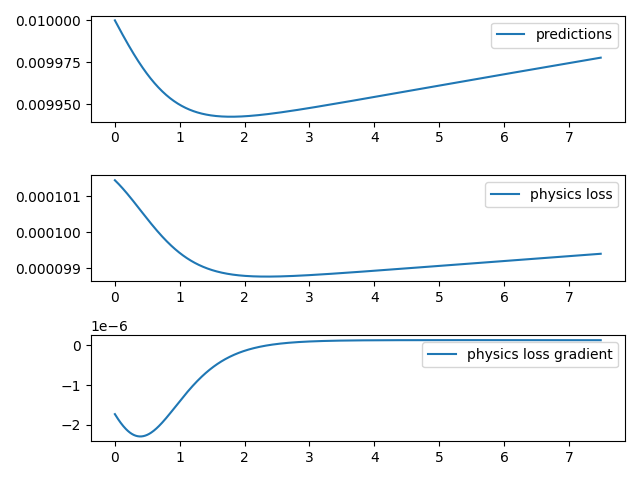 0.010000
predictions
0.009975
0.009950
0 1 2 3 4 5 6 7
0.000101
physics loss
0.000100
0.000099
0 1 2 3 4 5 6 7
1e−6
0
physics loss gradient
−1
−2
0 1 2 3 4 5 6 7